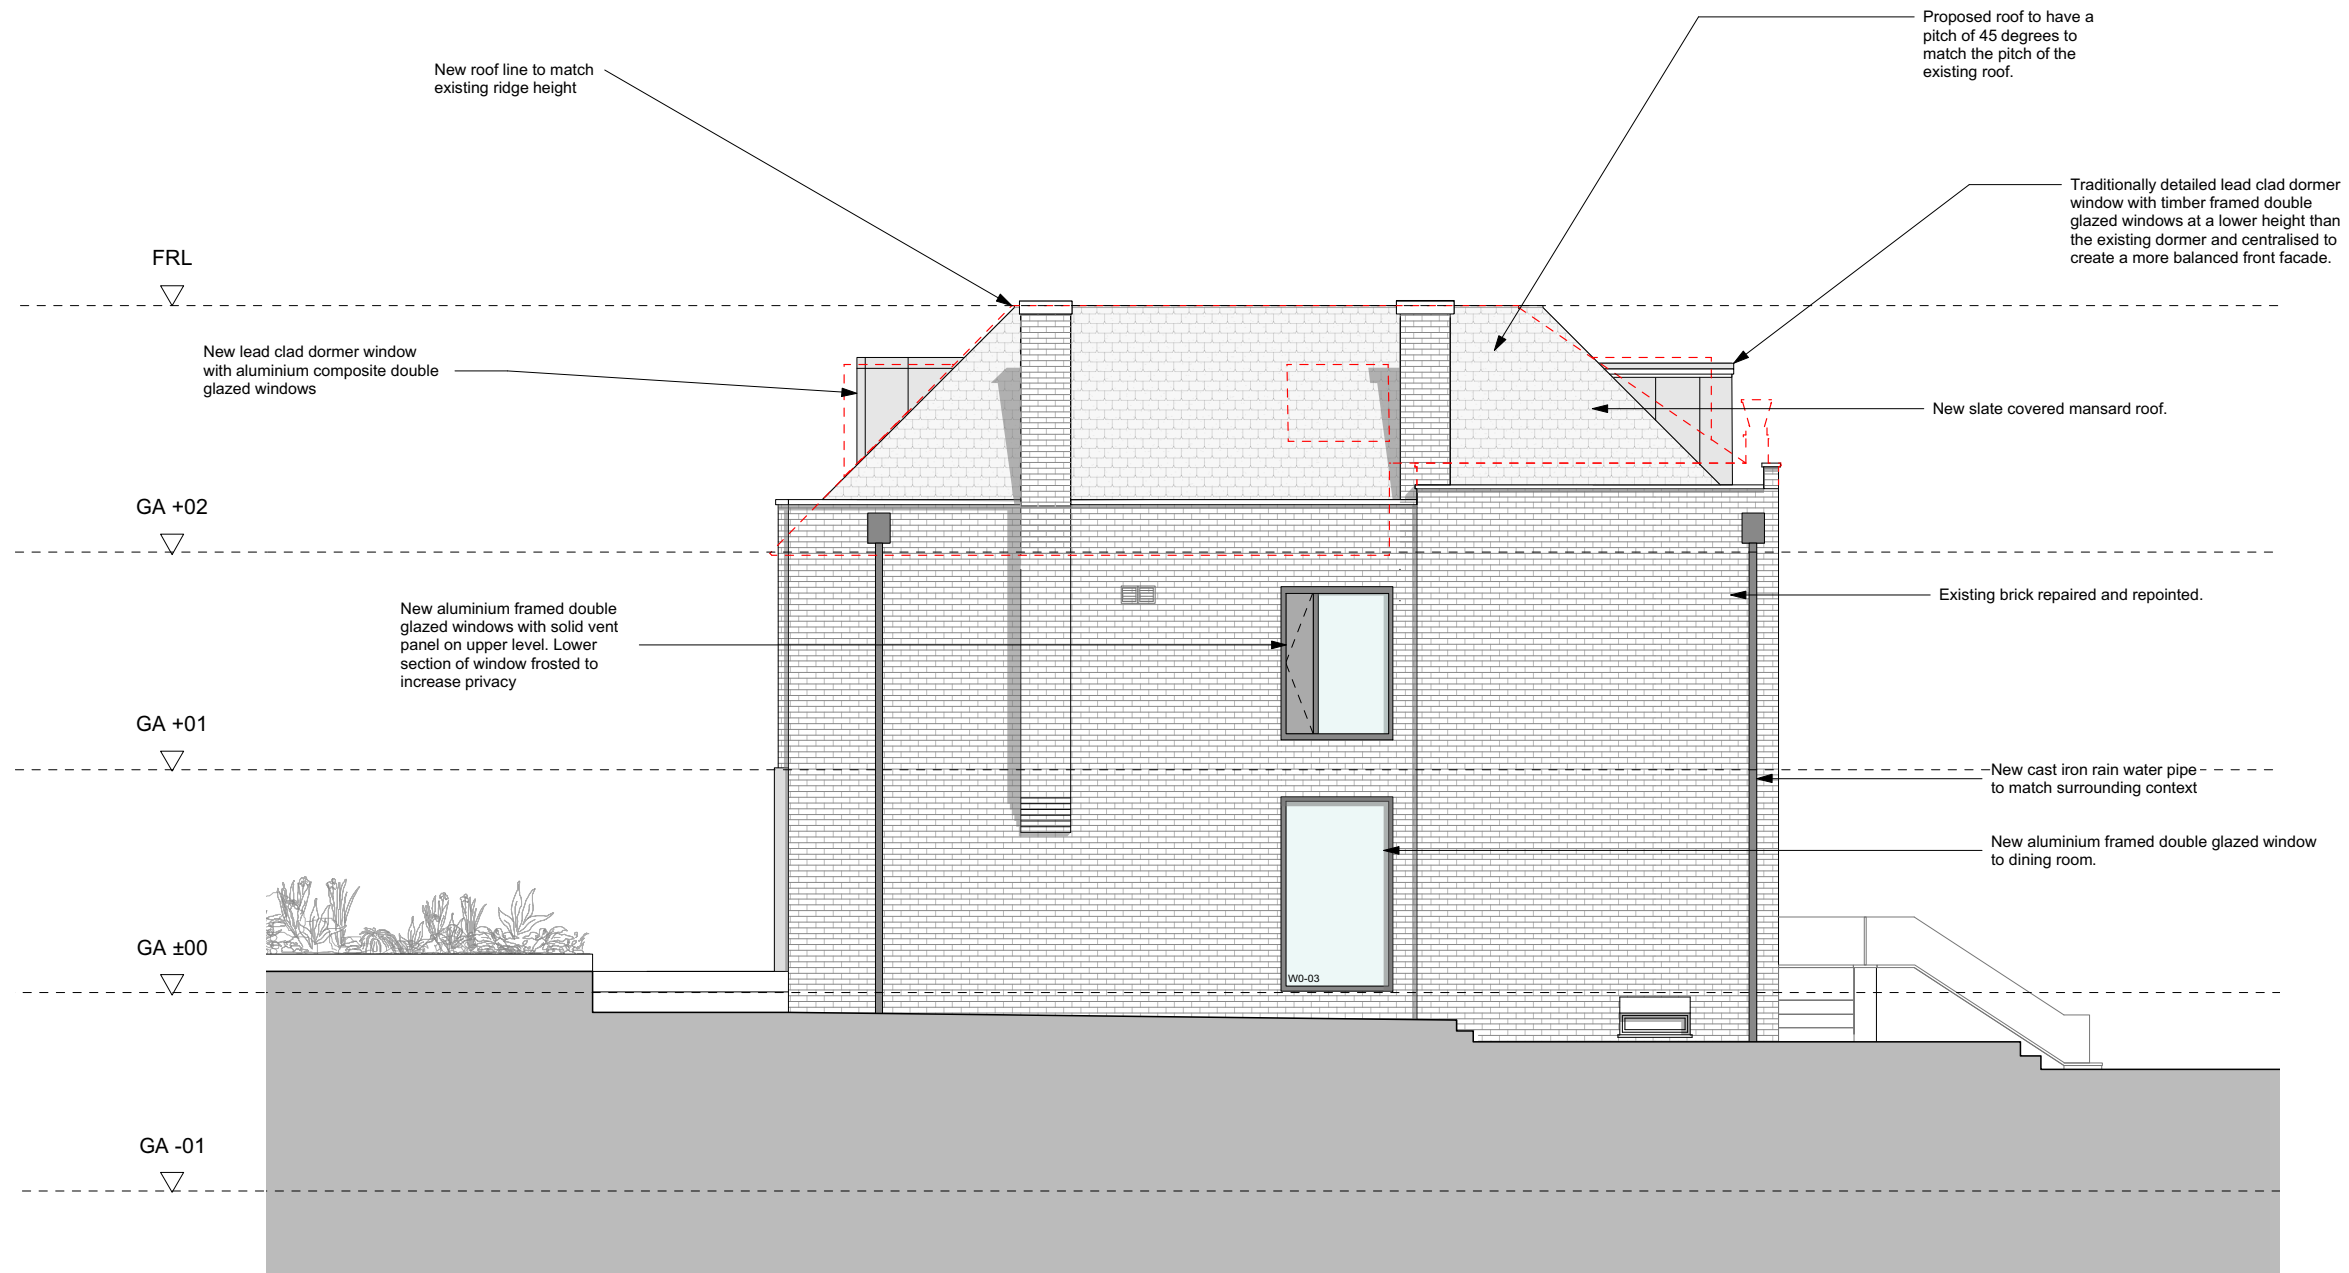 Proposed roof to have a
pitch of 45 degrees to
match the pitch of the
existing roof.
New roof line to match
existing ridge height
Traditionally detailed lead clad dormer
window with timber framed double
glazed windows at a lower height than
the existing dormer and centralised to
create a more balanced front facade.
FRL
New lead clad dormer window
with aluminium composite double
glazed windows
New slate covered mansard roof.
GA +02
Existing brick repaired and repointed.
New aluminium framed double
glazed windows with solid vent
panel on upper level. Lower
section of window frosted to
increase privacy
GA +01
New cast iron rain water pipe
to match surrounding context
New aluminium framed double glazed window
to dining room.
GA ±00
W0-03
GA -01